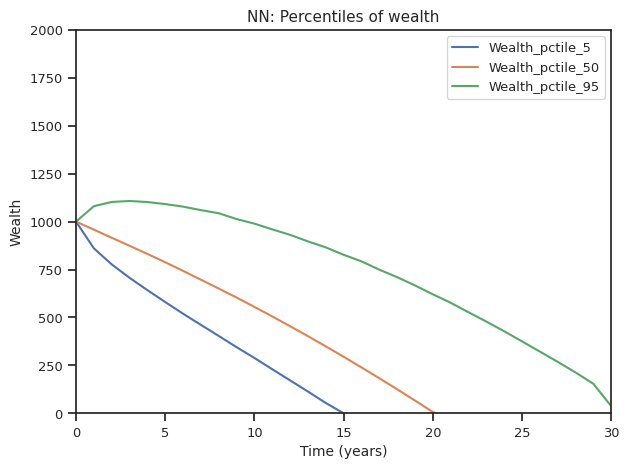 NN: Percentiles of wealth
2000
1750
1500
1250
1000
750
500
250
0
Wealth
Wealth_pctile_5
Wealth_pctile_50
Wealth_pctile_95
0 5 10 15 20 25 30
Time (years)